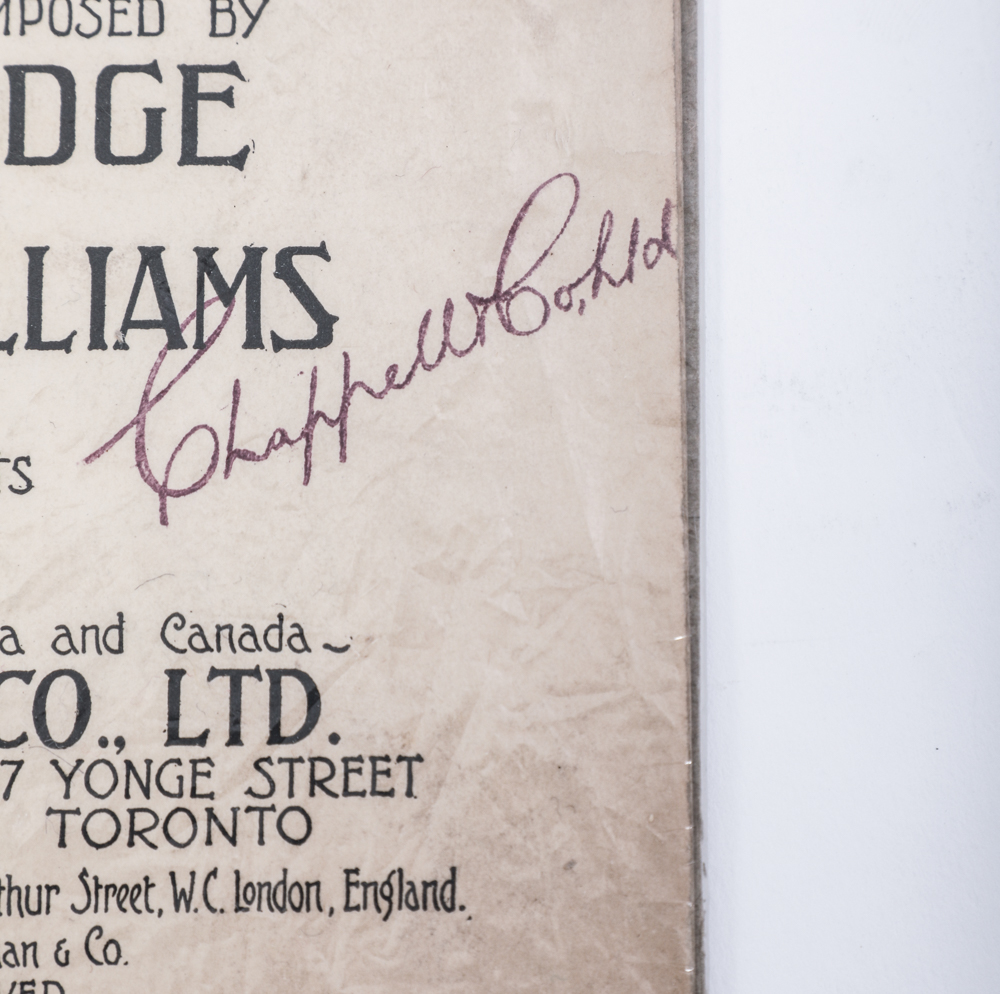 MPOSED BY
DGE
LLIAMS
Chappell & Co, Ltd
TS
a and Canada~
CO., LTD.
7 YONGE STREET
TORONTO
thur Street, W.C. London, England.
an & Co.
VED